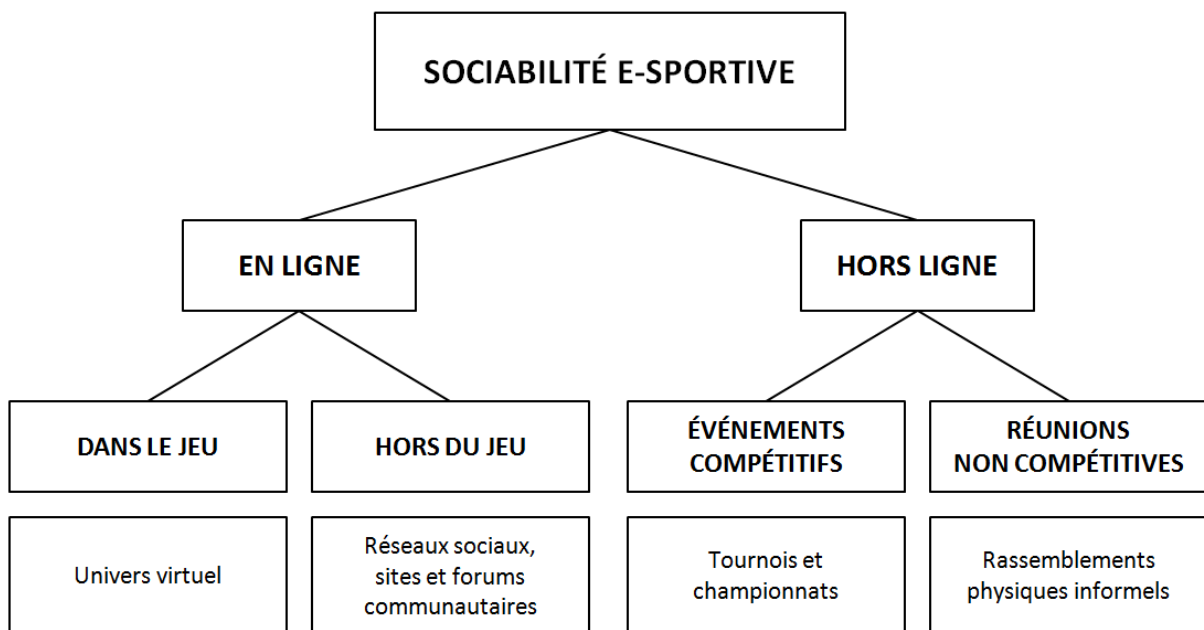 SOCIABILITÉ E-SPORTIVE
EN LIGNE
HORS LIGNE
DANS LE JEU
HORS DU JEU
ÉVÉNEMENTS
COMPÉTITIFS
RÉUNIONS
NON COMPÉTITIVES
Univers virtuel
Réseaux sociaux,
sites et forums
communautaires
Tournois et
championnats
Rassemblements
physiques informels